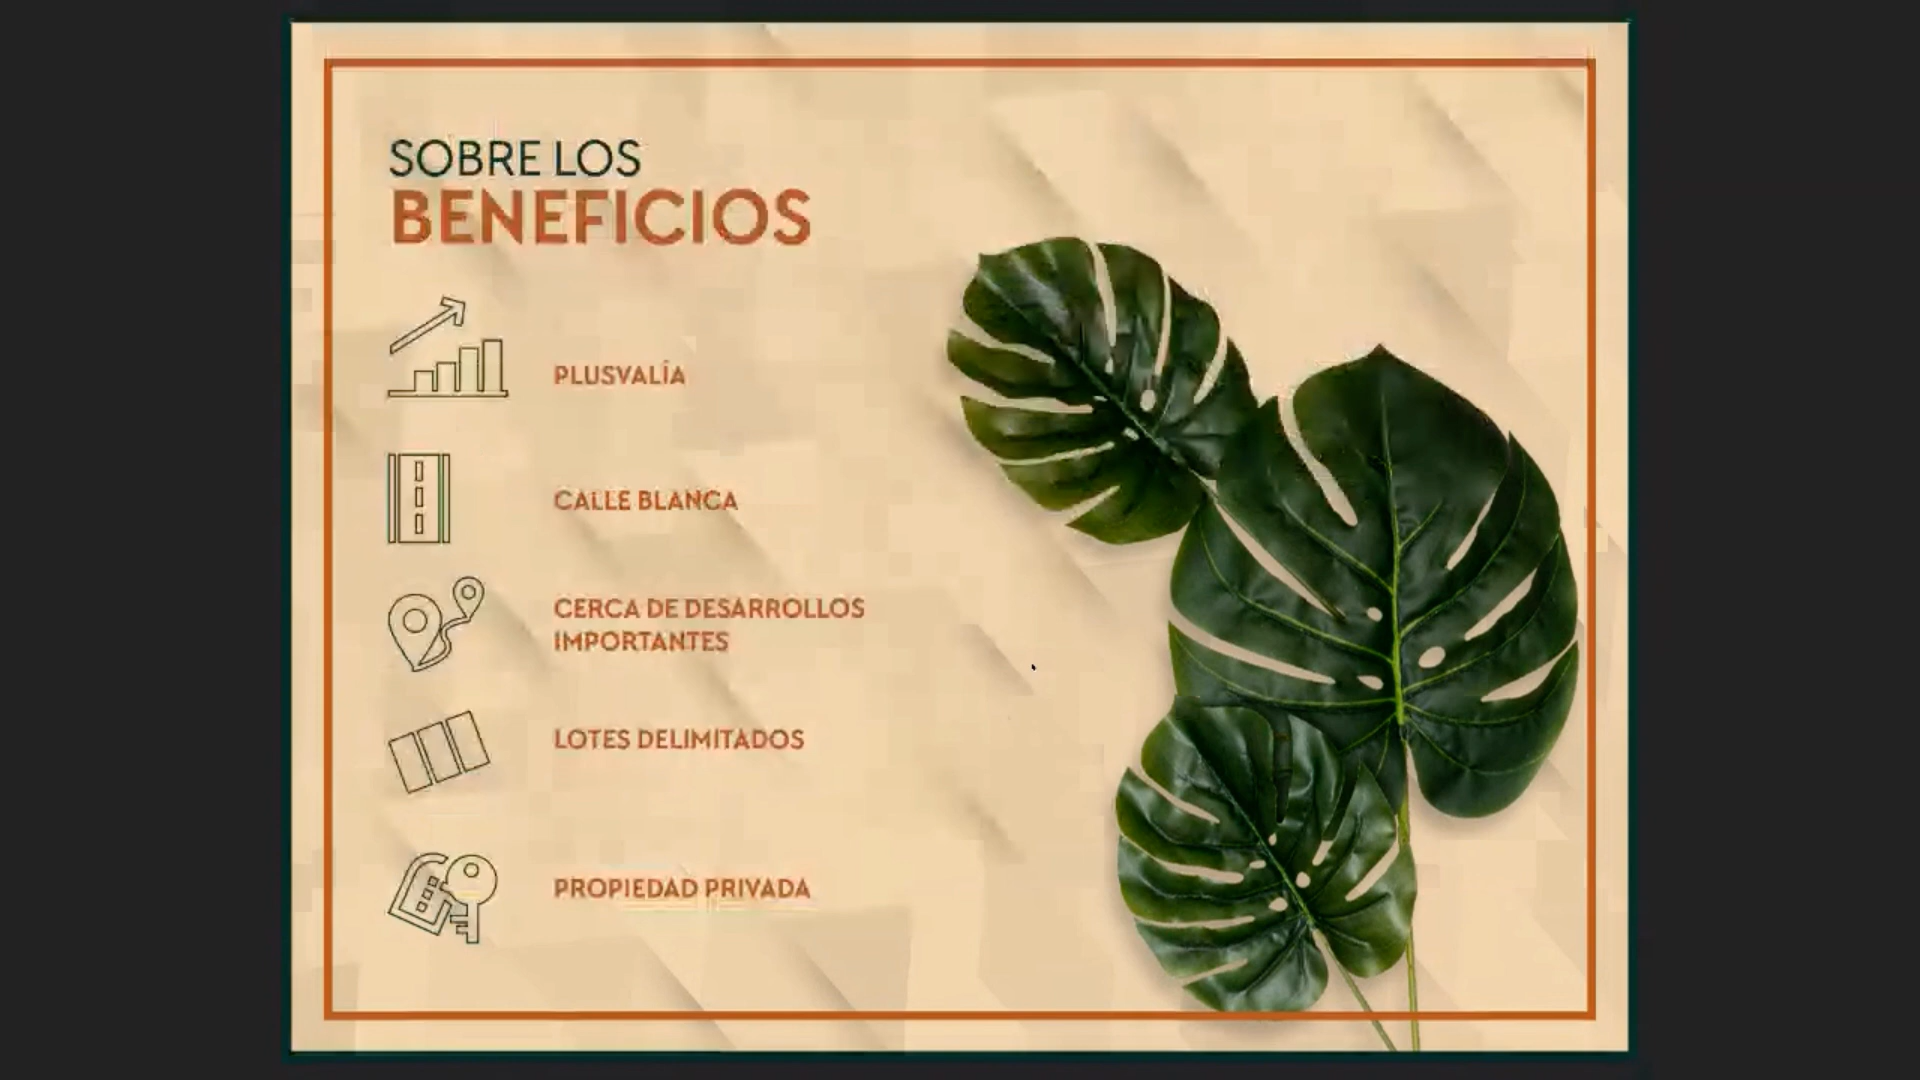 SOBRE LOS
BENEFICIOS
PLUSVALÍA
CALLE BLANCA
CERCA DE DESARROLLOS
IMPORTANTES
LOTES DELIMITADOS
PROPIEDAD PRIVADA